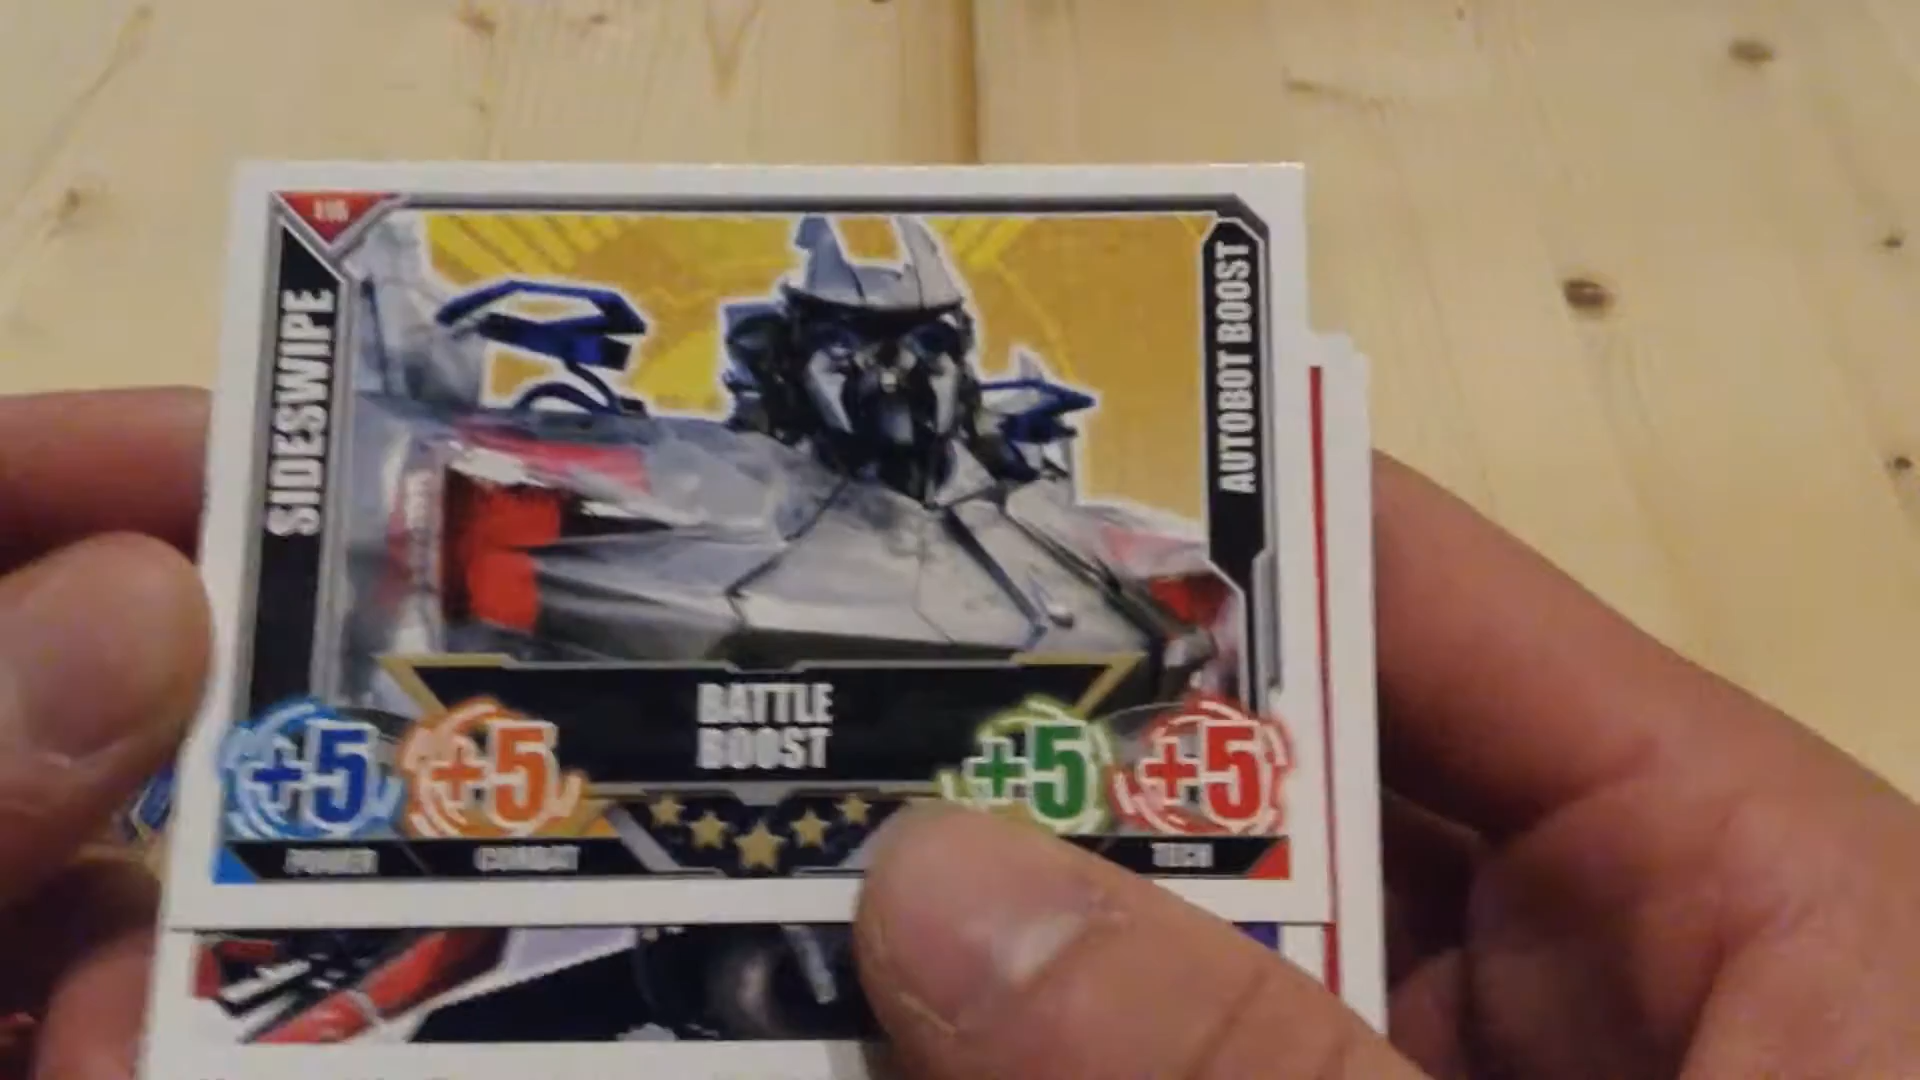 SIDESWIPE
AUTOBOT BOOST
BATTLE
BOOST
+5
+5
+5
+5
POWER
COMBAT
TECH